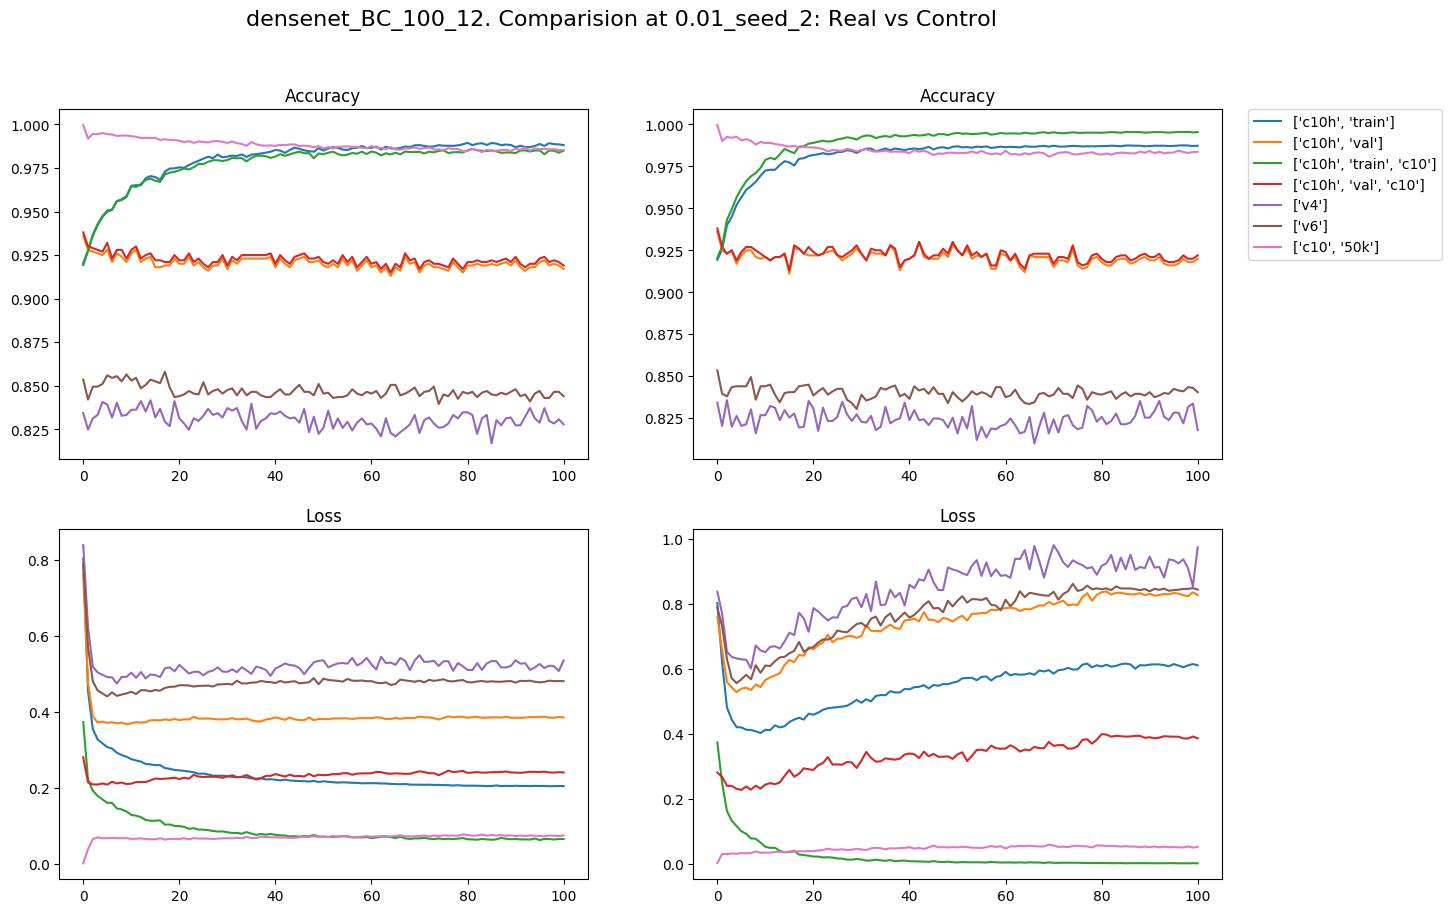 densenet_BC_100_12. Comparision at 0.01_seed_2: Real vs Control
Accuracy
1.000
0.975
0.950
0.925
0.900
0.875
0.850
0.825
0 20 40 60 80 100
Accuracy
1.000
0.975
0.950
0.925
0.900
0.875
0.850
0.825
0 20 40 60 80 100
['c10h', 'train']
['c10h', 'val']
['c10h', 'train', 'c10']
['c10h', 'val', 'c10']
['v4']
['v6']
['c10', '50k']
Loss
0.8
0.6
0.4
0.2
0.0
0 20 40 60 80 100
Loss
1.0
0.8
0.6
0.4
0.2
0.0
0 20 40 60 80 100